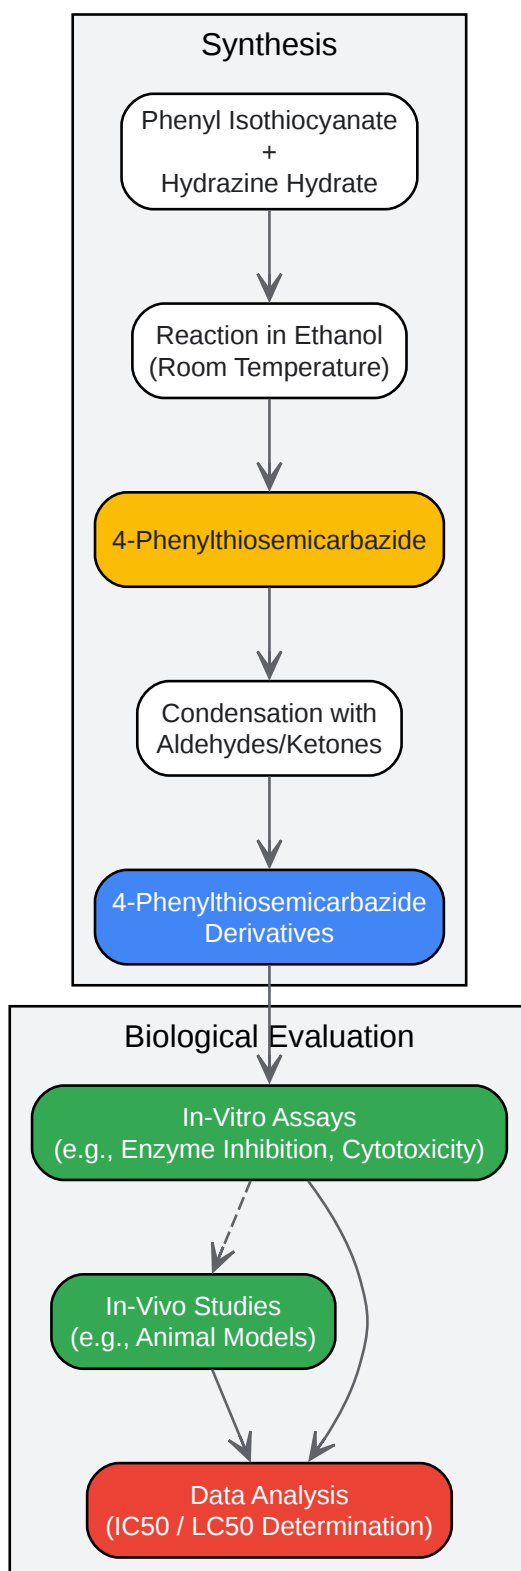 Synthesis
Phenyl Isothiocyanate
+
Hydrazine Hydrate
Reaction in Ethanol
(Room Temperature)
4-Phenylthiosemicarbazide
Condensation with
Aldehydes/Ketones
4-Phenylthiosemicarbazide
Derivatives
Biological Evaluation
In-Vitro Assays
(e.g., Enzyme Inhibition, Cytotoxicity)
In-Vivo Studies
(e.g., Animal Models)
Data Analysis
(IC50 / LC50 Determination)